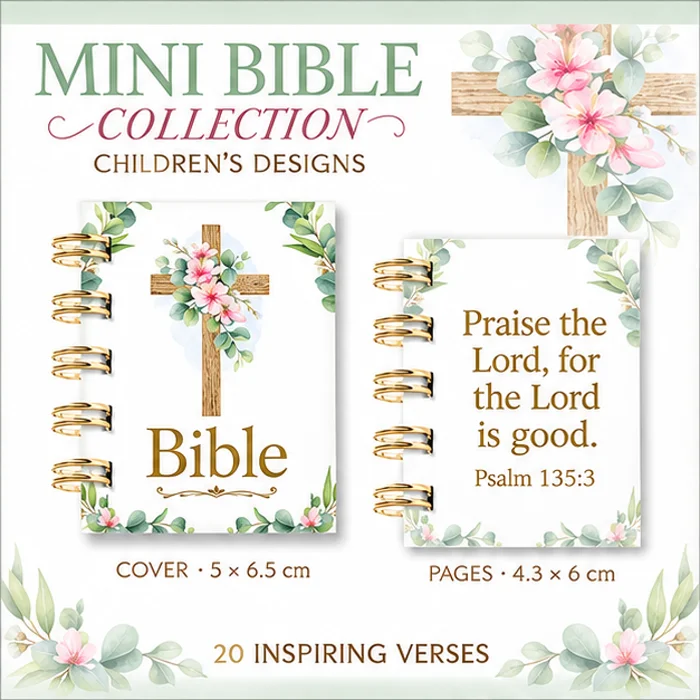 MINI BIBLE
COLLECTION
CHILDREN'S DESIGNS
Bible
COVER · 5 × 6.5 cm
Praise the
Lord, for
the Lord
is good.
Psalm 135:3
PAGES · 4.3 × 6 cm
20 INSPIRING VERSES